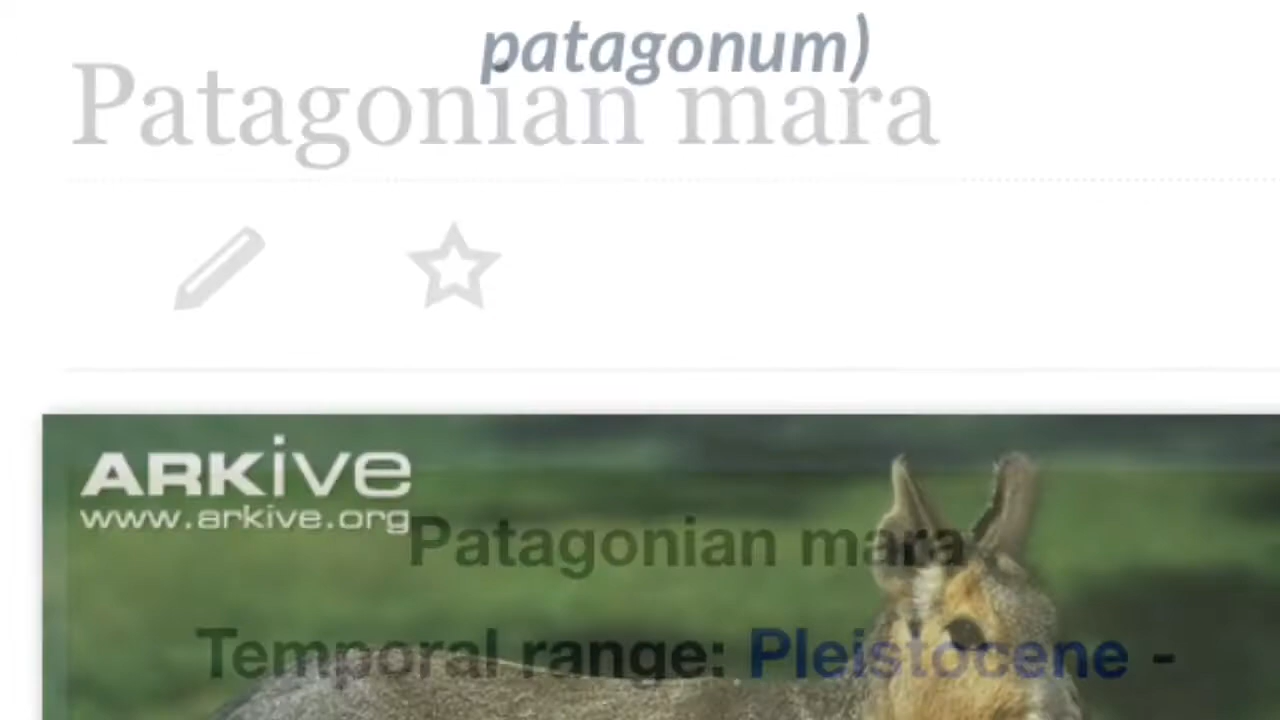 patagonum)
Patagonian mara
ARKive
www.arkive.org
Patagonian mara
Temporal range: Pleistocene -